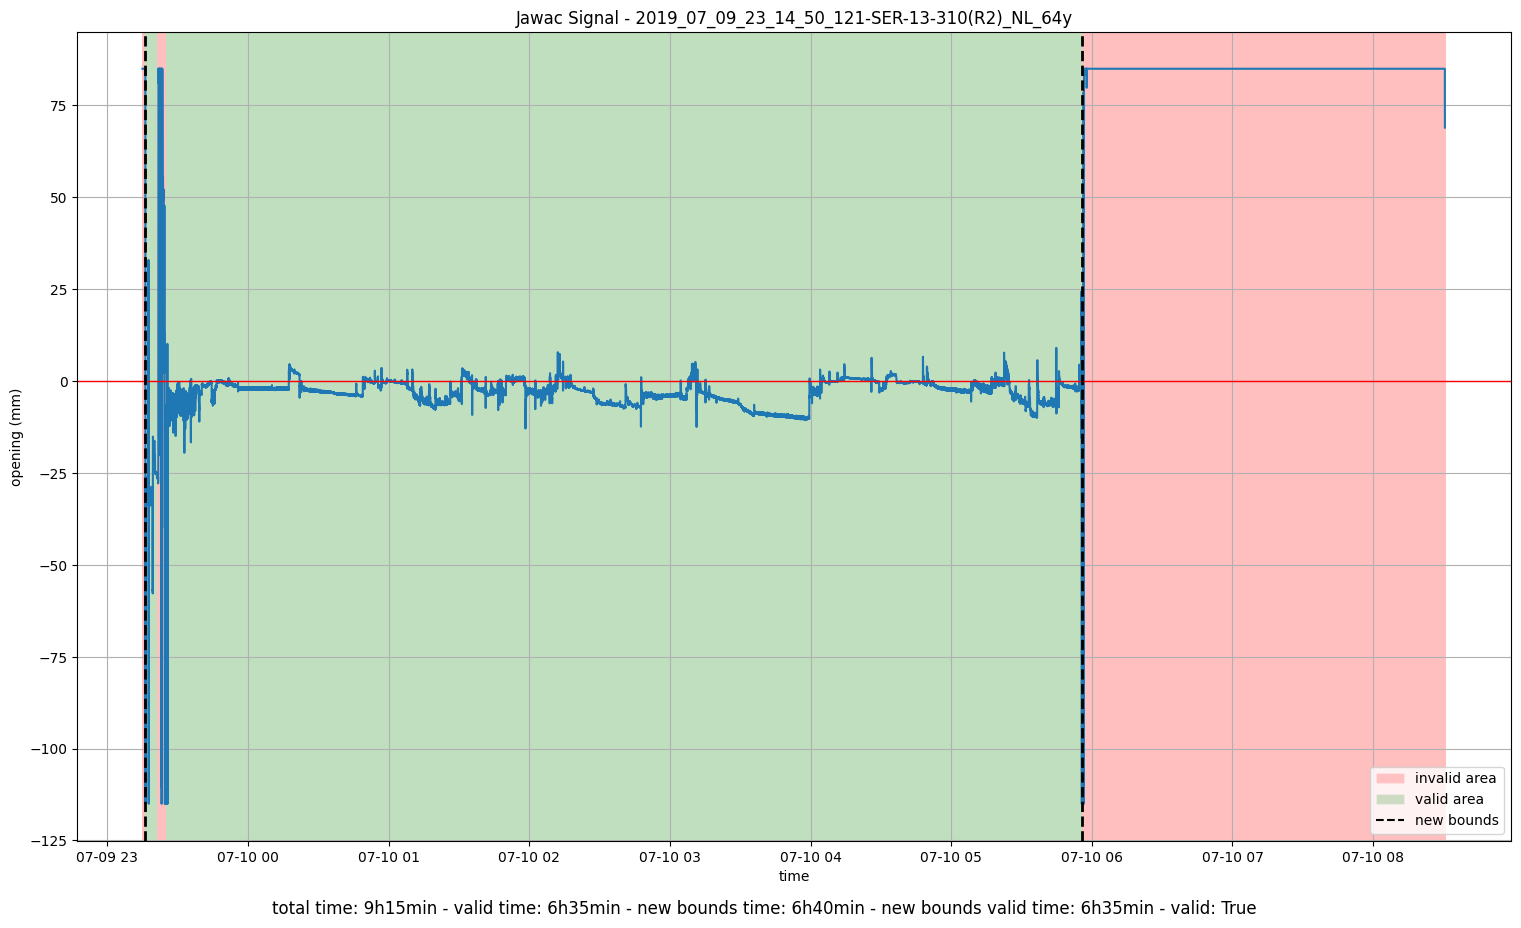 Jawac Signal - 2019_07_09_23_14_50_121-SER-13-310(R2)_NL_64y
75
50
25
0
−25
−50
−75
−100
−125
opening (mm)
07-09 23
07-10 00
07-10 01
07-10 02
07-10 03
07-10 04
07-10 05
07-10 06
07-10 07
07-10 08
time
invalid area
valid area
new bounds
total time: 9h15min - valid time: 6h35min - new bounds time: 6h40min - new bounds valid time: 6h35min - valid: True